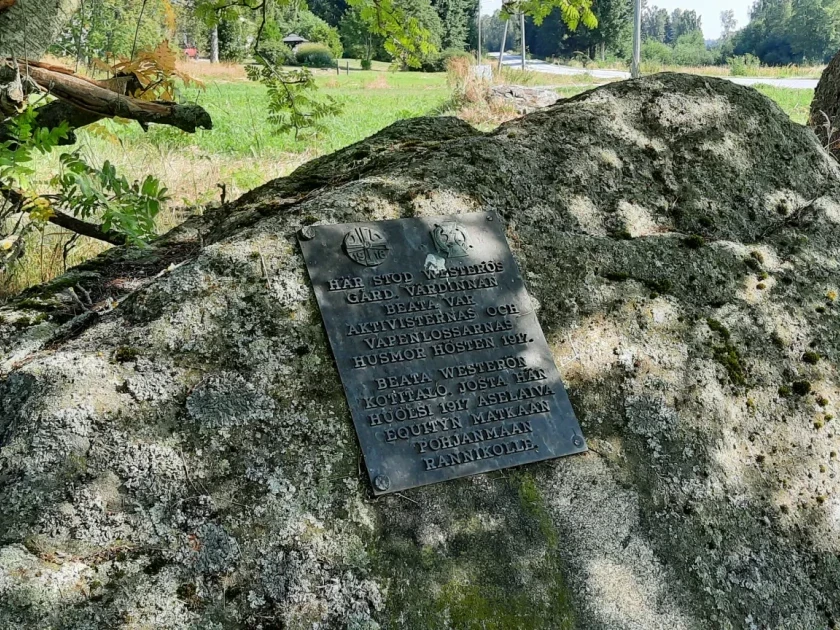 HÄR STOD WESTERÖS
GÅRD. VÄRDINNAN
BEATA VAR
AKTIVISTERNAS OCH
VAPENLOSSARNAS
HUSMOR HÖSTEN 1917.
BEATA WESTERÖN
KOTITALO, JOSTA HÄN
HUOLSI 1917 ASELAIVA
EQUITYN MATKAAN
POHJANMAAN
RANNIKOLLE.